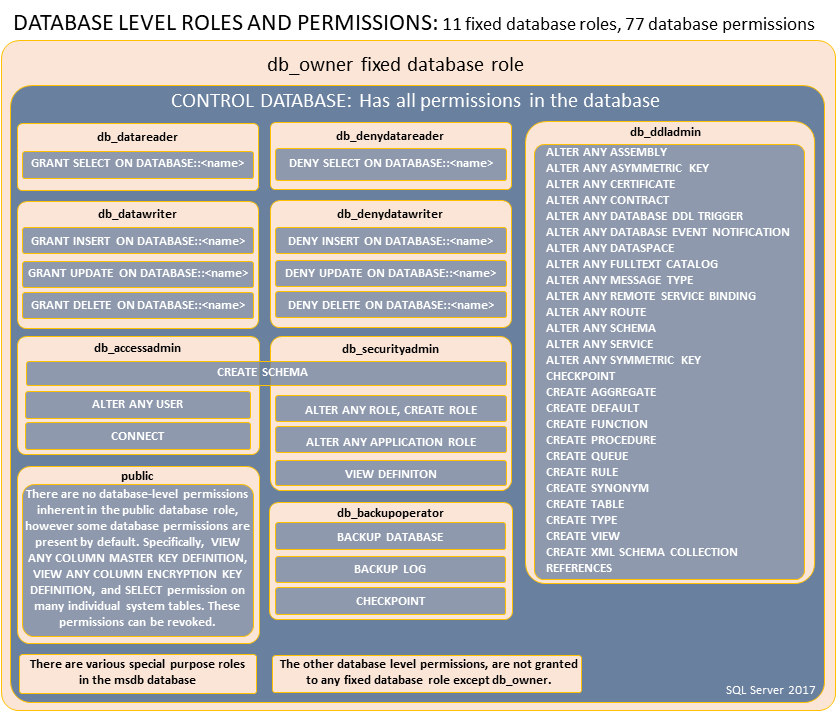 DATABASE LEVEL ROLES AND PERMISSIONS: 11 fixed database roles, 77 database permissions
db_owner fixed database role
CONTROL DATABASE: Has all permissions in the database
db_datareader
GRANT SELECT ON DATABASE::<name>
db_denydatareader
DENY SELECT ON DATABASE::<name>
db_datawriter
GRANT INSERT ON DATABASE::<name>
GRANT UPDATE ON DATABASE::<name>
GRANT DELETE ON DATABASE::<name>
db_denydatawriter
DENY INSERT ON DATABASE::<name>
DENY UPDATE ON DATABASE::<name>
DENY DELETE ON DATABASE::<name>
db_accessadmin
db_securityadmin
CREATE SCHEMA
ALTER ANY USER
CONNECT
ALTER ANY ROLE, CREATE ROLE
ALTER ANY APPLICATION ROLE
VIEW DEFINITON
public
There are no database-level permissions
inherent in the public database role,
however some database permissions are
present by default. Specifically, VIEW
ANY COLUMN MASTER KEY DEFINITION,
VIEW ANY COLUMN ENCRYPTION KEY
DEFINITION, and SELECT permission on
many individual system tables. These
permissions can be revoked.
db_backupoperator
BACKUP DATABASE
BACKUP LOG
CHECKPOINT
db_ddladmin
ALTER ANY ASSEMBLY
ALTER ANY ASYMMETRIC KEY
ALTER ANY CERTIFICATE
ALTER ANY CONTRACT
ALTER ANY DATABASE DDL TRIGGER
ALTER ANY DATABASE EVENT NOTIFICATION
ALTER ANY DATASPACE
ALTER ANY FULLTEXT CATALOG
ALTER ANY MESSAGE TYPE
ALTER ANY REMOTE SERVICE BINDING
ALTER ANY ROUTE
ALTER ANY SCHEMA
ALTER ANY SERVICE
ALTER ANY SYMMETRIC KEY
CHECKPOINT
CREATE AGGREGATE
CREATE DEFAULT
CREATE FUNCTION
CREATE PROCEDURE
CREATE QUEUE
CREATE RULE
CREATE SYNONYM
CREATE TABLE
CREATE TYPE
CREATE VIEW
CREATE XML SCHEMA COLLECTION
REFERENCES
There are various special purpose roles
in the msdb database
The other database level permissions, are not granted
to any fixed database role except db_owner.
SQL Server 2017